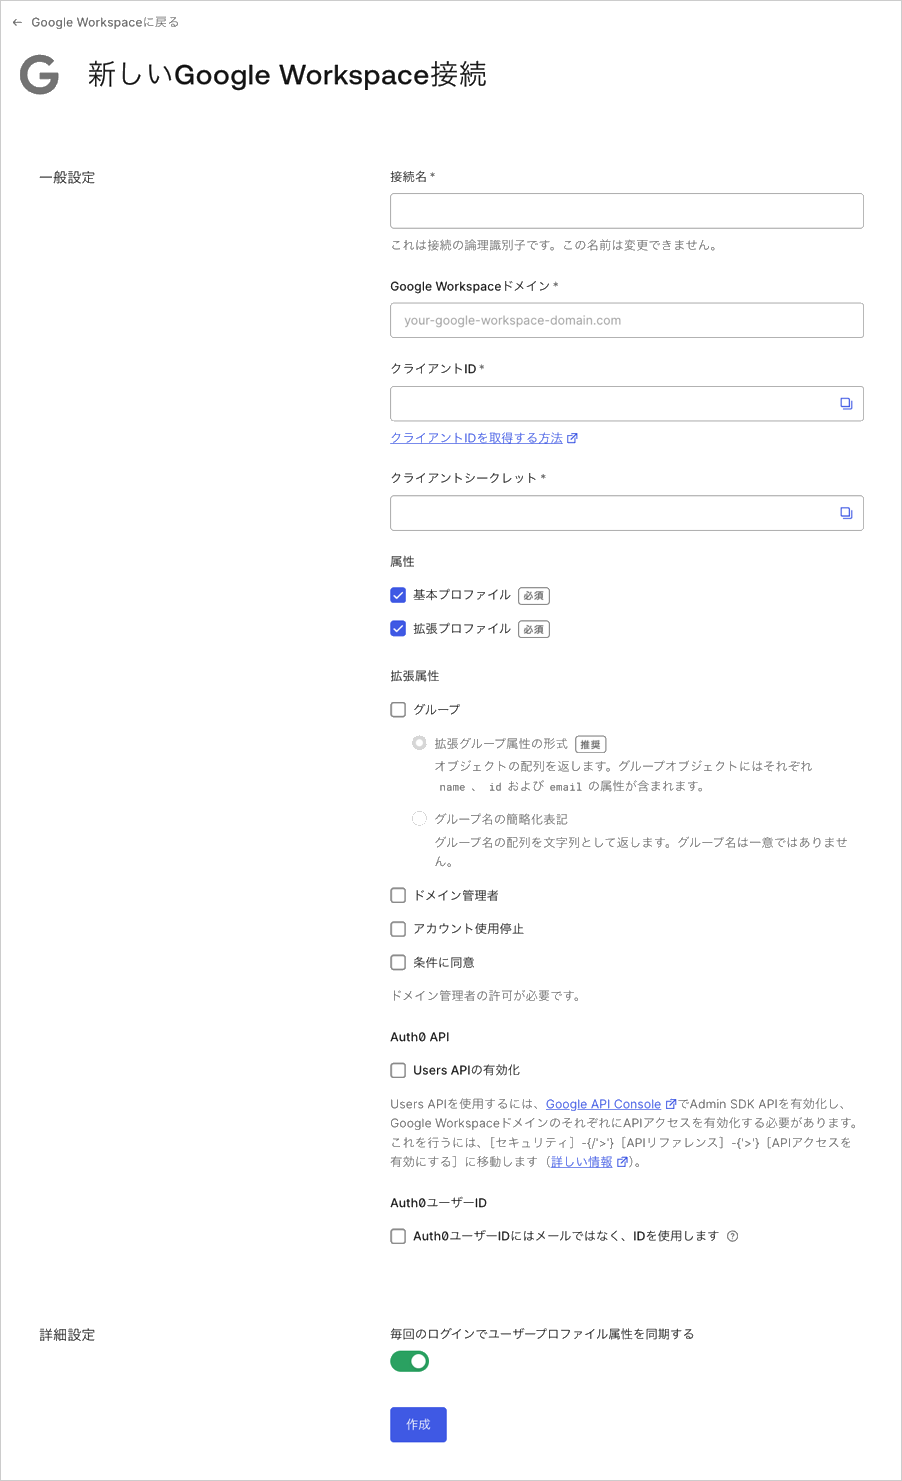 ← Google Workspaceに戻る
新しいGoogle Workspace接続
一般設定
接続名 *
これは接続の論理識別子です。この名前は変更できません。
Google Workspaceドメイン *
your-google-workspace-domain.com
クライアントID *
クライアントIDを取得する方法
クライアントシークレット *
属性
基本プロファイル 必須
拡張プロファイル 必須
拡張属性
グループ
拡張グループ属性の形式 推奨
オブジェクトの配列を返します。グループオブジェクトにはそれぞれ
name 、 id および email の属性が含まれます。
グループ名の簡略化表記
グループ名の配列を文字列として返します。グループ名は一意ではありませ
ん。
ドメイン管理者
アカウント使用停止
条件に同意
ドメイン管理者の許可が必要です。
Auth0 API
Users APIの有効化
Users APIを使用するには、Google API ConsoleでAdmin SDK APIを有効化し、
Google WorkspaceドメインのそれぞれにAPIアクセスを有効化する必要があります。
これを行うには、［セキュリティ］-{/'>'}［APIリファレンス］-{'>'}［APIアクセスを
有効にする］に移動します（詳しい情報）。
Auth0ユーザーID
Auth0ユーザーIDにはメールではなく、IDを使用します
詳細設定
毎回のログインでユーザープロファイル属性を同期する
作成